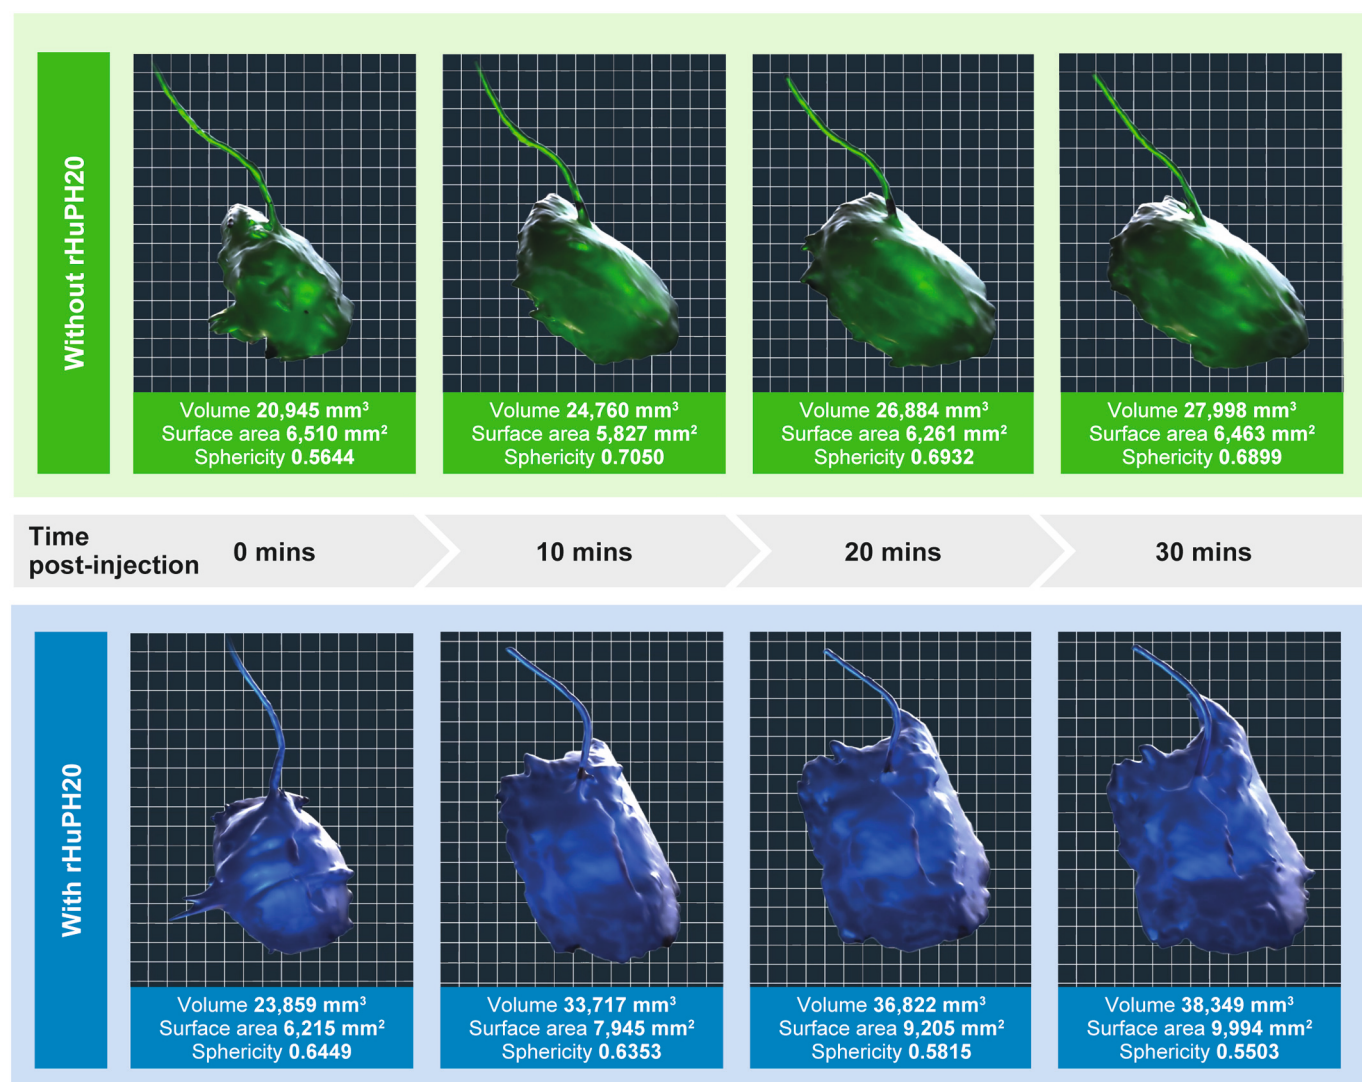 Without rHuPH20
Volume 20,945 mm³
Surface area 6,510 mm²
Sphericity 0.5644
Volume 24,760 mm³
Surface area 5,827 mm²
Sphericity 0.7050
Volume 26,884 mm³
Surface area 6,261 mm²
Sphericity 0.6932
Volume 27,998 mm³
Surface area 6,463 mm²
Sphericity 0.6899
Time
post-injection
0 mins
10 mins
20 mins
30 mins
With rHuPH20
Volume 23,859 mm³
Surface area 6,215 mm²
Sphericity 0.6449
Volume 33,717 mm³
Surface area 7,945 mm²
Sphericity 0.6353
Volume 36,822 mm³
Surface area 9,205 mm²
Sphericity 0.5815
Volume 38,349 mm³
Surface area 9,994 mm²
Sphericity 0.5503